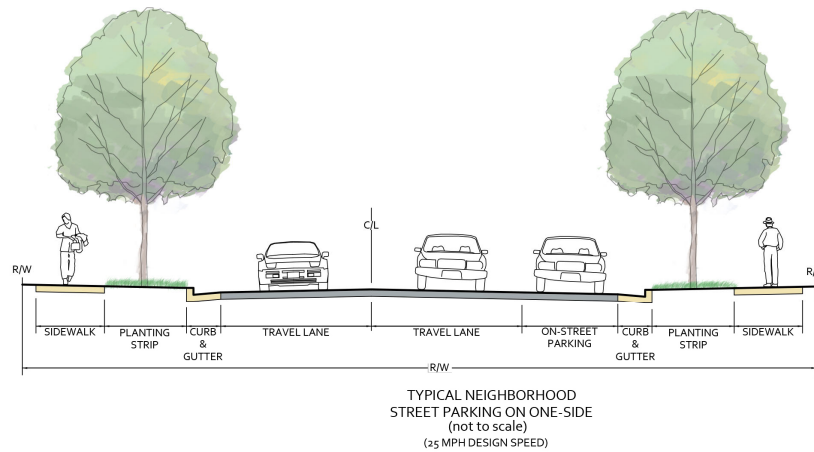 C/L
R/W
R/
SIDEWALK
PLANTING
STRIP
CURB
&
GUTTER
TRAVEL LANE
TRAVEL LANE
ON-STREET
PARKING
CURB
&
GUTTER
PLANTING
STRIP
SIDEWALK
R/W
TYPICAL NEIGHBORHOOD
STREET PARKING ON ONE-SIDE
(not to scale)
(25 MPH DESIGN SPEED)